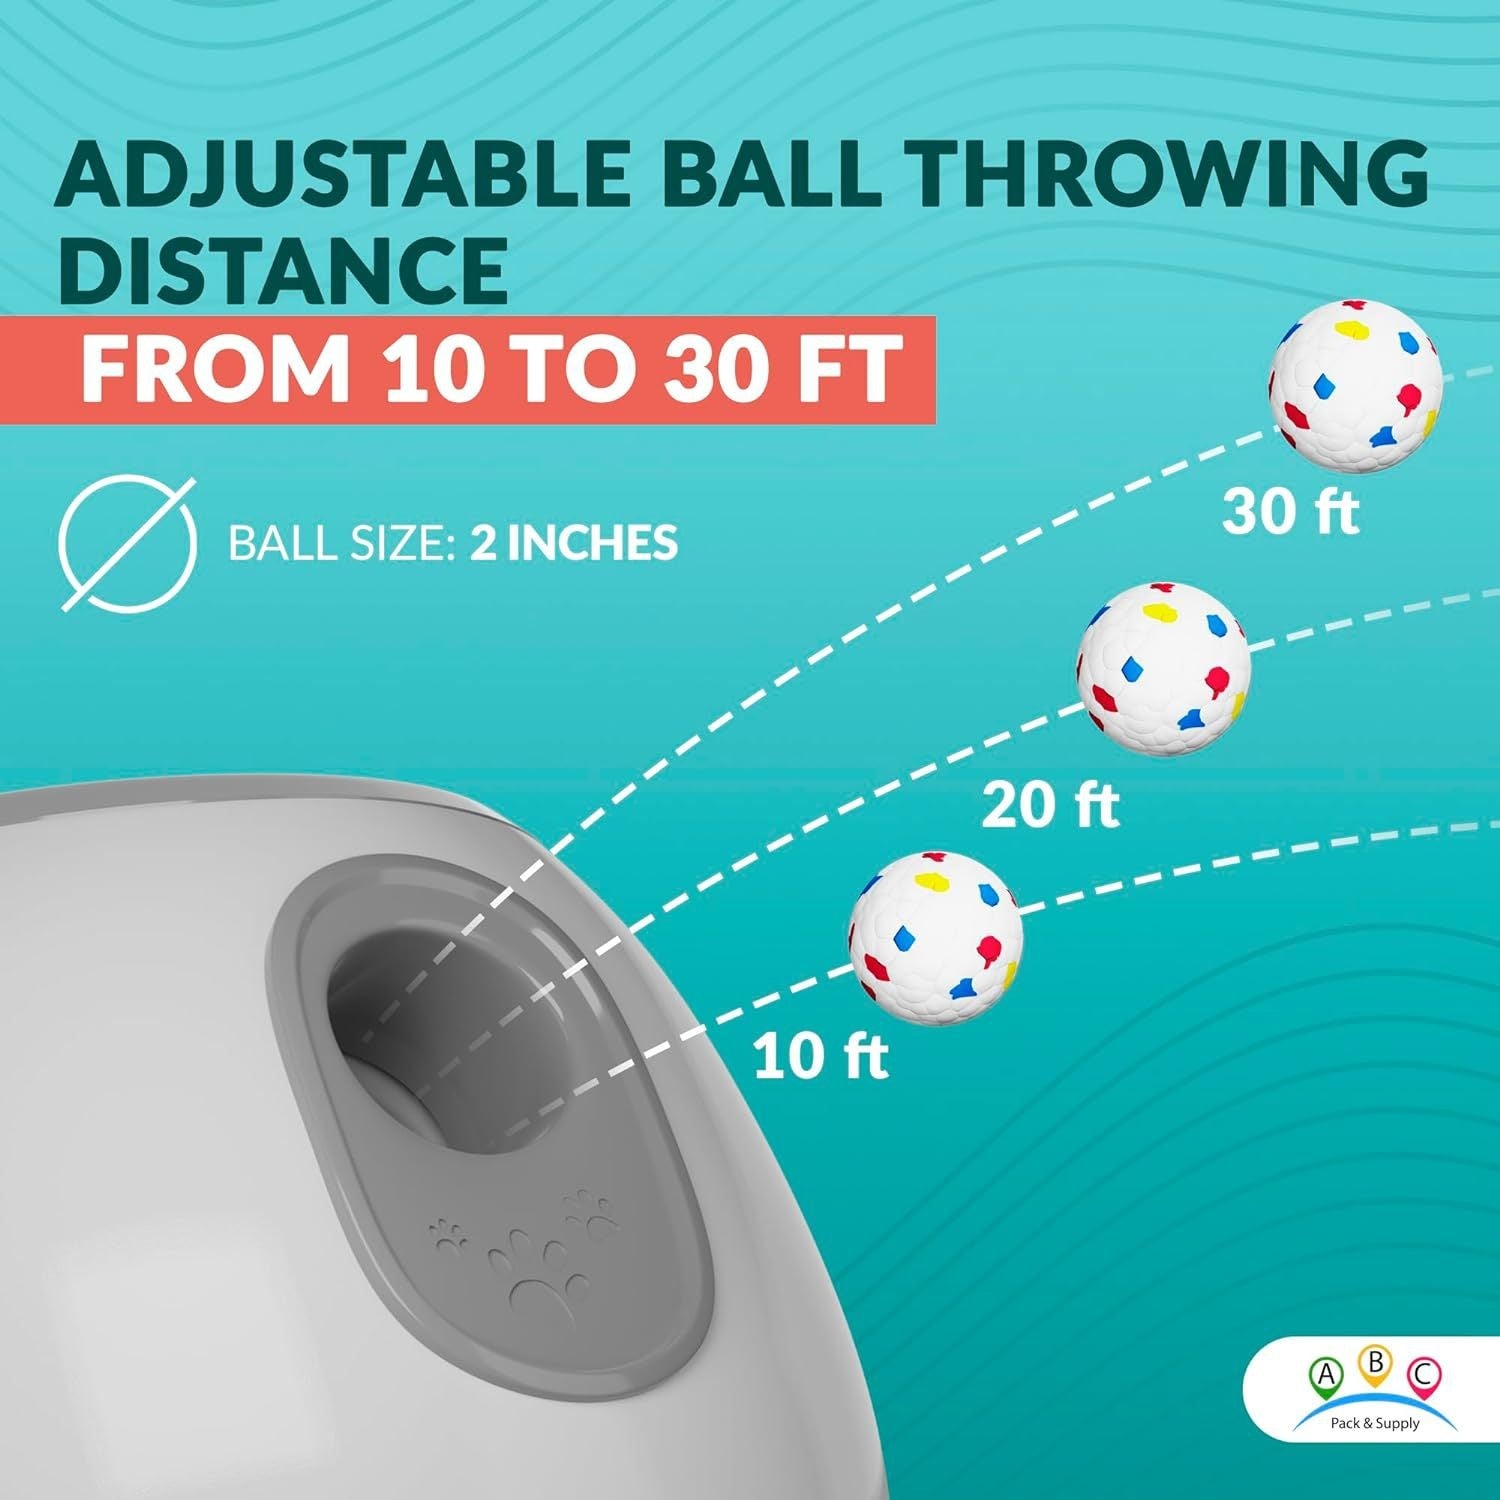 ADJUSTABLE BALL THROWING
DISTANCE
FROM 10 TO 30 FT
BALL SIZE: 2 INCHES
30 ft
20 ft
10 ft
A B C
Pack & Supply